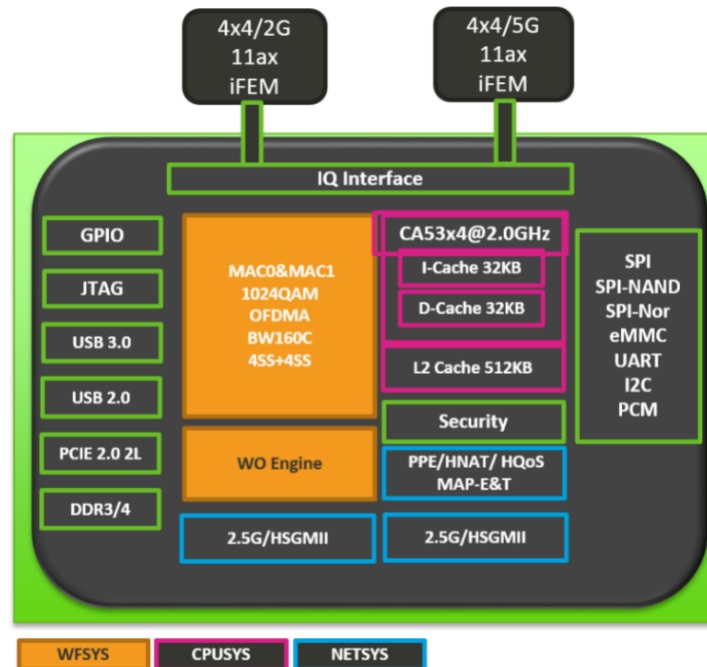 4x4/2G
11ax
iFEM
4x4/5G
11ax
iFEM
IQ Interface
GPIO
JTAG
USB 3.0
USB 2.0
PCIE 2.0 2L
DDR3/4
MAC0&MAC1
1024QAM
OFDMA
BW160C
4SS+4SS
WO Engine
2.5G/HSGMII
CA53x4@2.0GHz
I-Cache 32KB
D-Cache 32KB
L2 Cache 512KB
Security
PPE/HNAT/ HQoS
MAP-E&T
2.5G/HSGMII
SPI
SPI-NAND
SPI-Nor
eMMC
UART
I2C
PCM
WFSYS
CPUSYS
NETSYS